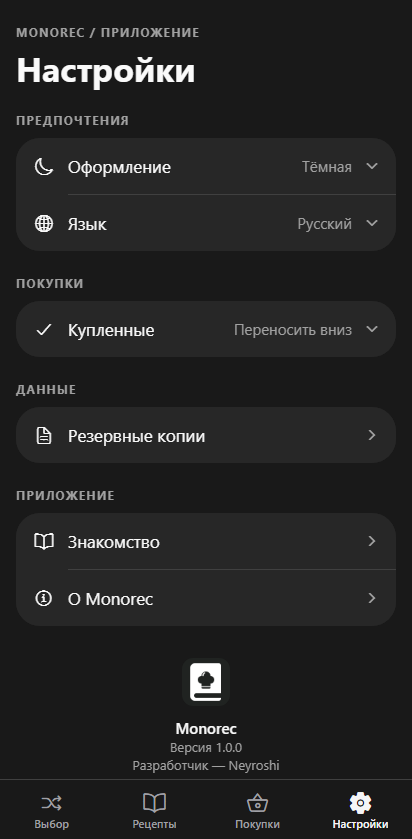 MONOREC / ПРИЛОЖЕНИЕ
Настройки
ПРЕДПОЧТЕНИЯ
Оформление Тёмная
Язык Русский
ПОКУПКИ
Купленные Переносить вниз
ДАННЫЕ
Резервные копии
ПРИЛОЖЕНИЕ
Знакомство
О Monorec
Monorec
Версия 1.0.0
Разработчик — Neyroshi
Выбор Рецепты Покупки Настройки